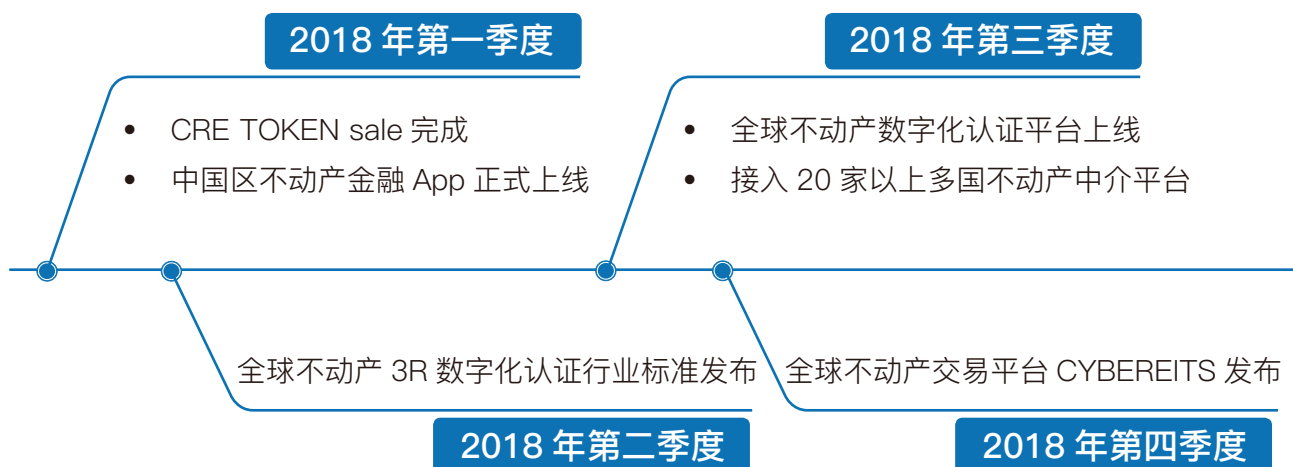 2018 年第一季度
• CRE TOKEN sale 完成
• 中国区不动产金融 App 正式上线
2018 年第三季度
• 全球不动产数字化认证平台上线
• 接入 20 家以上多国不动产中介平台
全球不动产 3R 数字化认证行业标准发布
2018 年第二季度
全球不动产交易平台 CYBEREITS 发布
2018 年第四季度